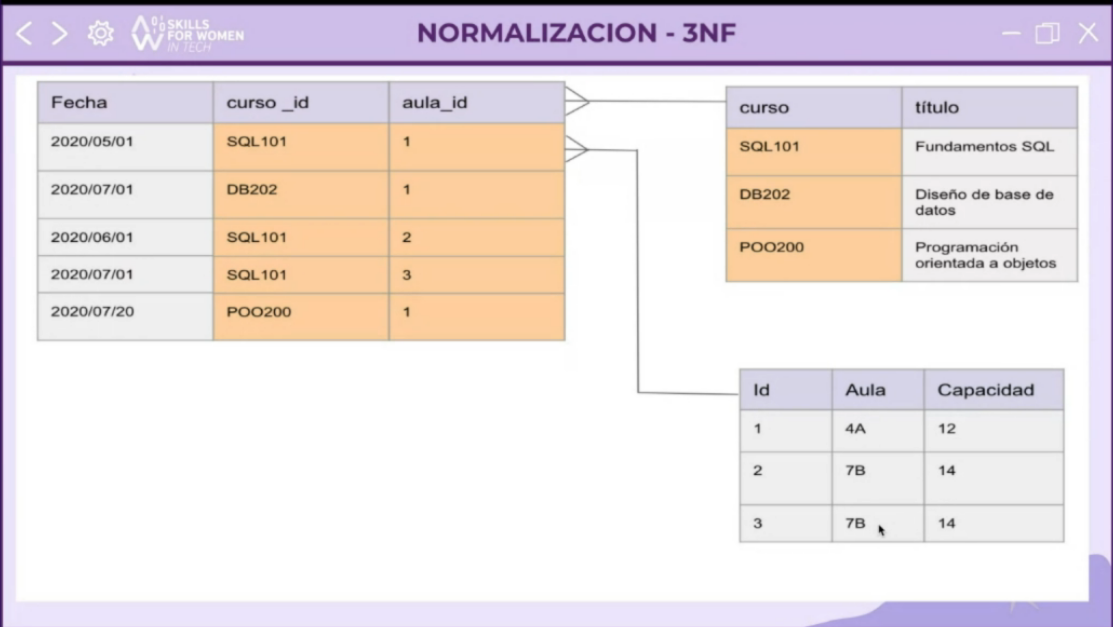 SKILLS
FOR WOMEN
IN TECH
NORMALIZACION - 3NF
Fecha curso _id aula_id
2020/05/01 SQL101 1
2020/07/01 DB202 1
2020/06/01 SQL101 2
2020/07/01 SQL101 3
2020/07/20 POO200 1
curso título
SQL101 Fundamentos SQL
DB202 Diseño de base de
datos
POO200 Programación
orientada a objetos
Id Aula Capacidad
1 4A 12
2 7B 14
3 7B 14